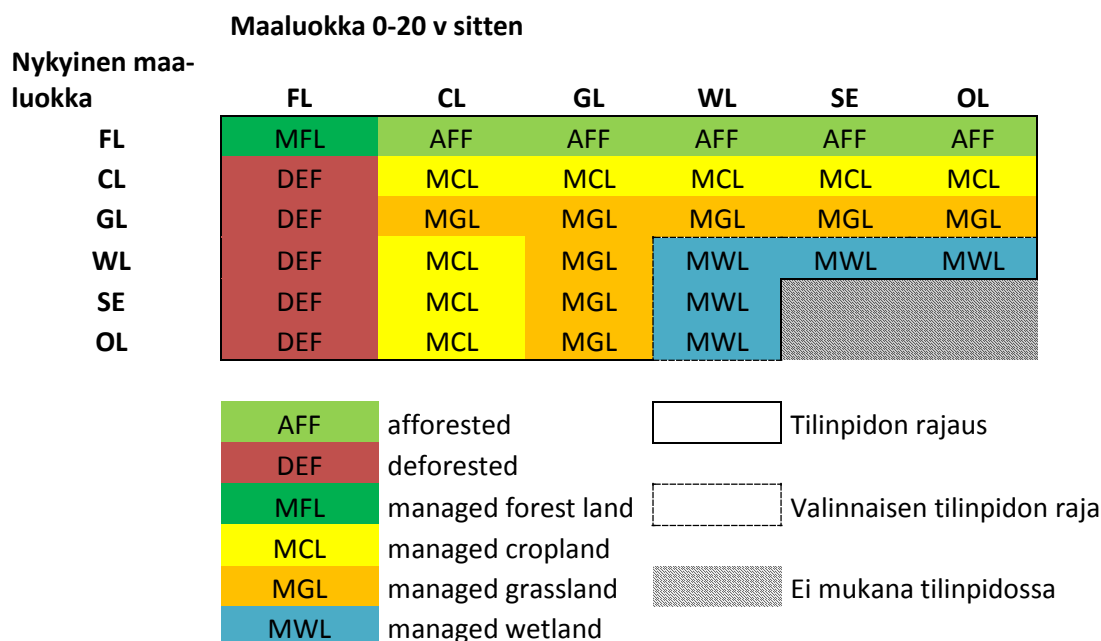 Maaluokka 0-20 v sitten
Nykyinen maa-
luokka FL CL GL WL SE OL
FL MFL AFF AFF AFF AFF AFF
CL DEF MCL MCL MCL MCL MCL
GL DEF MGL MGL MGL MGL MGL
WL DEF MCL MGL MWL MWL MWL
SE DEF MCL MGL MWL
OL DEF MCL MGL MWL
AFF afforested Tilinpidon rajaus
DEF deforested
MFL managed forest land Valinnaisen tilinpidon raja
MCL managed cropland
MGL managed grassland Ei mukana tilinpidossa
MWL managed wetland